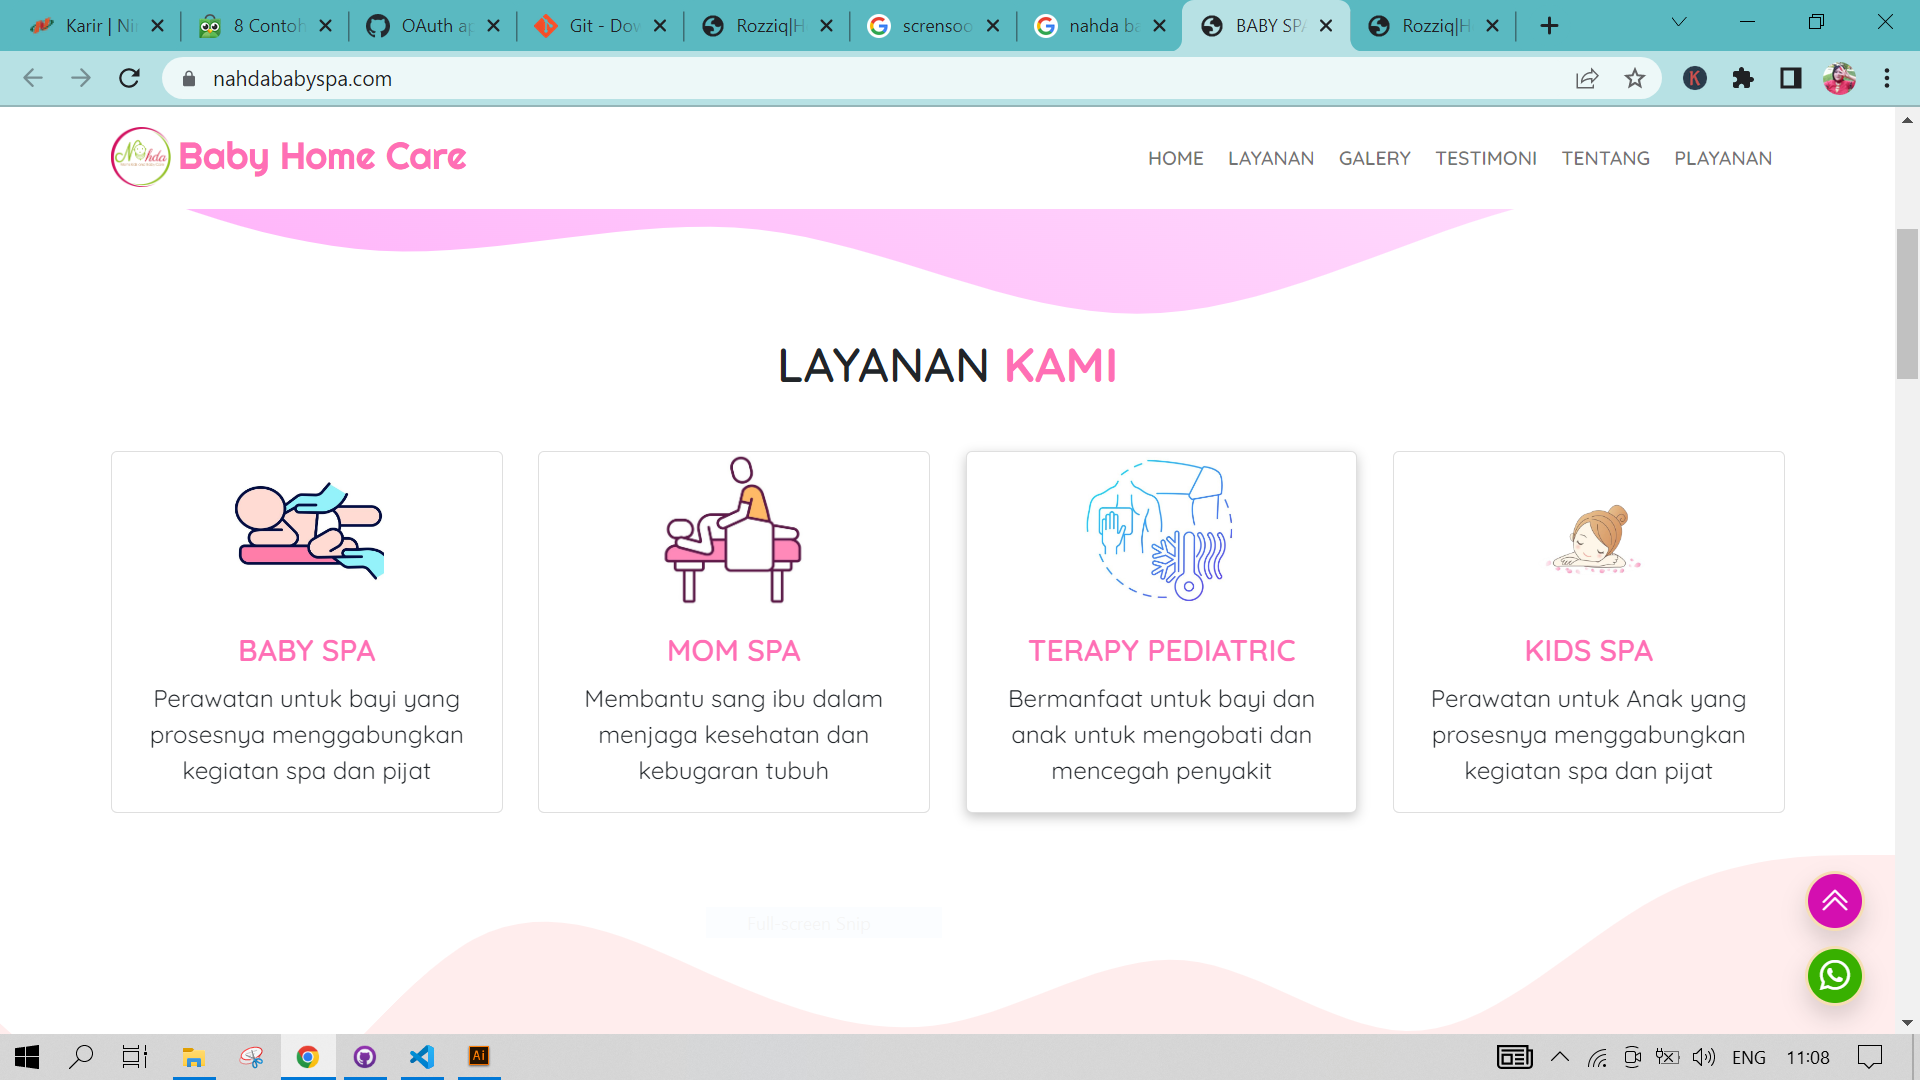 Karir | Nin
8 Contoh
OAuth ap
Git - Dow
Rozziq|H
scrensoo
nahda ba
BABY SPA
Rozziq|H
nahdababyspa.com
K
Nahda
Baby Home Care
HOME
LAYANAN
GALERY
TESTIMONI
TENTANG
PLAYANAN
LAYANAN KAMI
BABY SPA
Perawatan untuk bayi yang
prosesnya menggabungkan
kegiatan spa dan pijat
MOM SPA
Membantu sang ibu dalam
menjaga kesehatan dan
kebugaran tubuh
TERAPY PEDIATRIC
Bermanfaat untuk bayi dan
anak untuk mengobati dan
mencegah penyakit
KIDS SPA
Perawatan untuk Anak yang
prosesnya menggabungkan
kegiatan spa dan pijat
Full-screen Snip
Ai
ENG
11:08